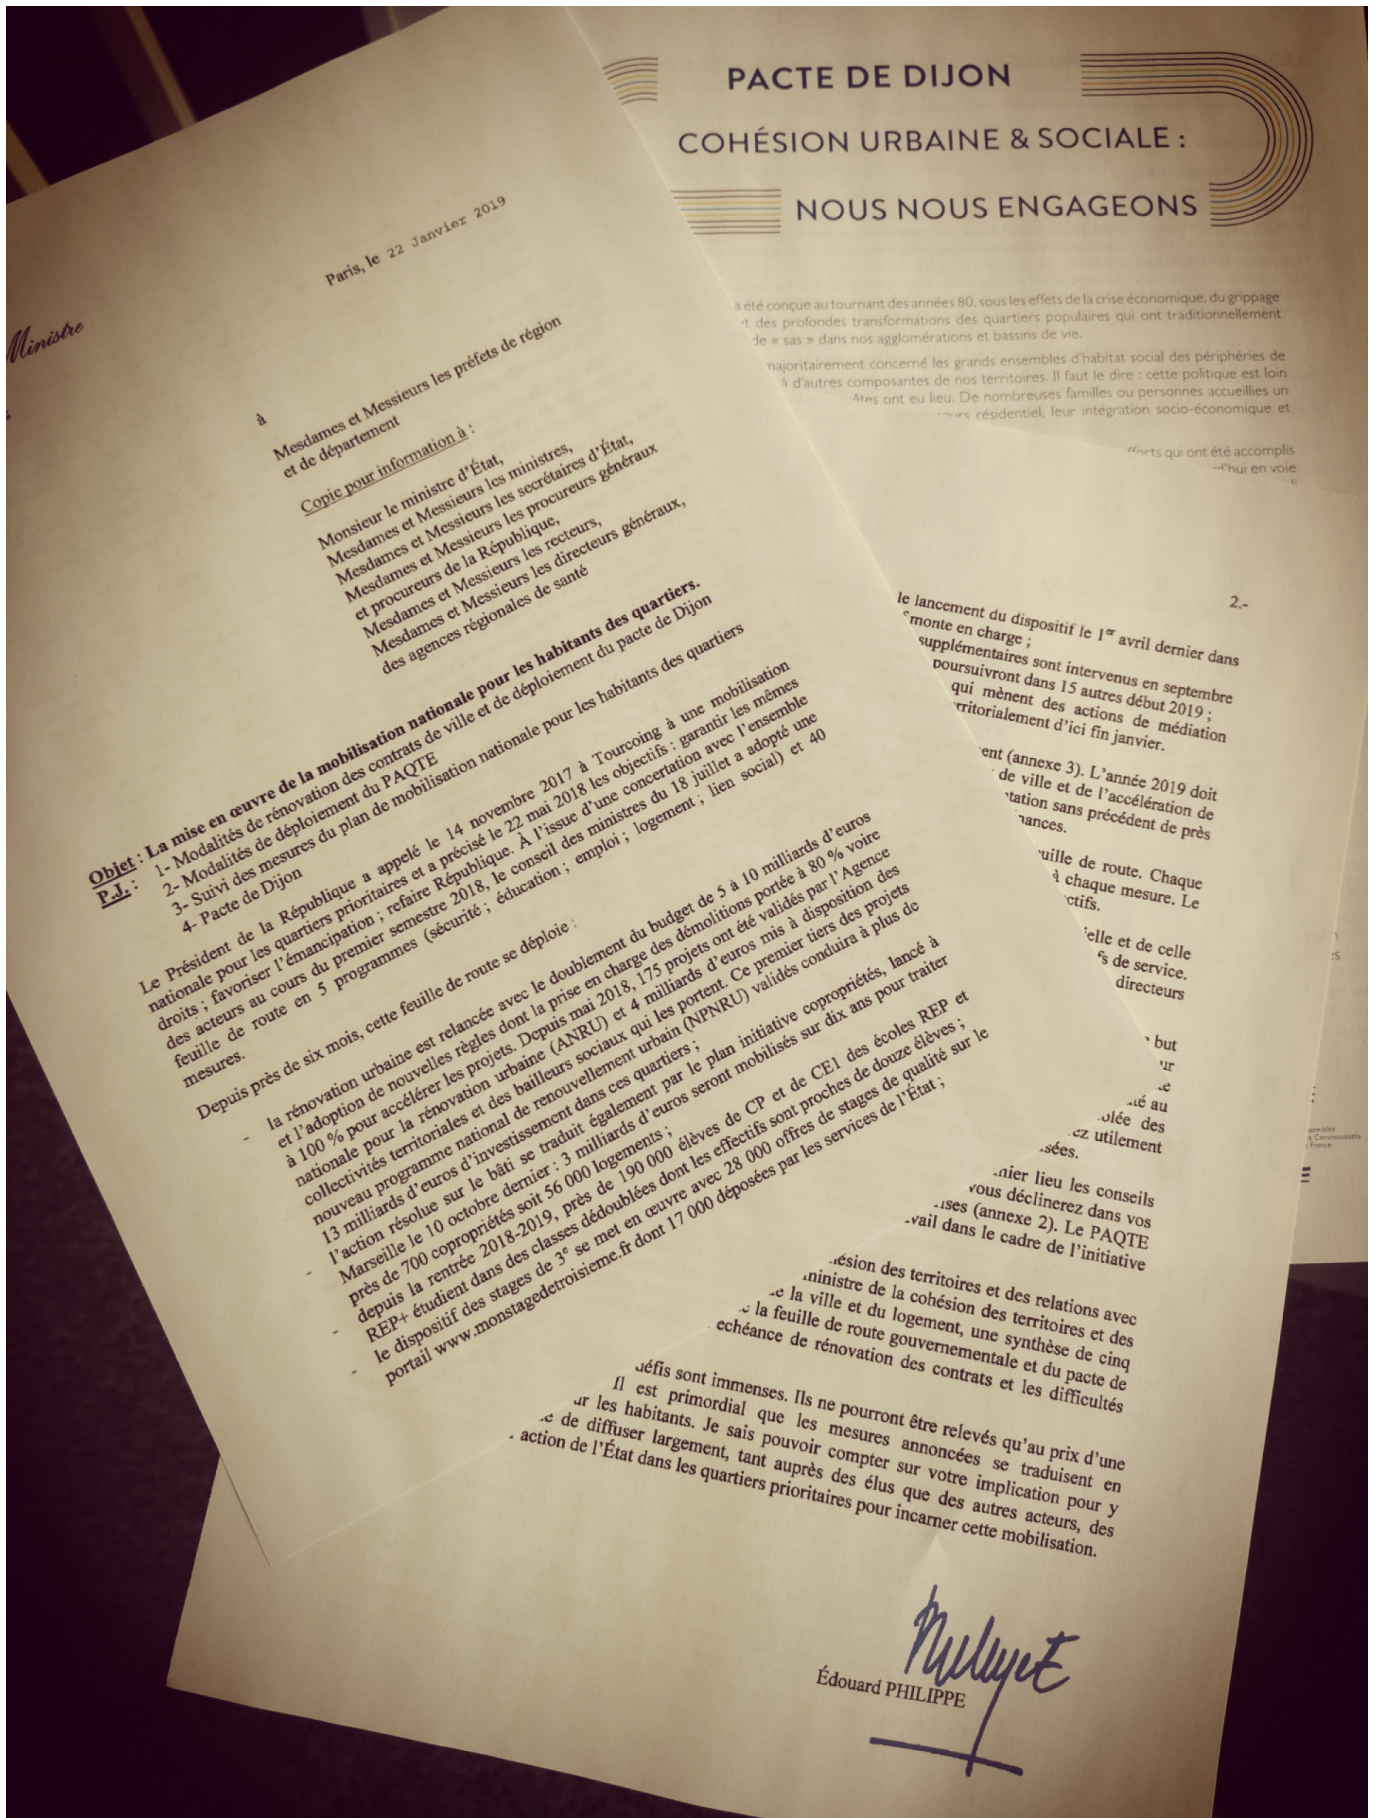 Ministre
Paris, le 22 Janvier 2019
à
Mesdames et Messieurs les préfets de région
et de département
Copie pour information à :
Monsieur le ministre d'État,
Mesdames et Messieurs les ministres,
Mesdames et Messieurs les secrétaires d'État,
Mesdames et Messieurs les procureurs généraux
et procureurs de la République,
Mesdames et Messieurs les recteurs,
Mesdames et Messieurs les directeurs généraux,
des agences régionales de santé
Objet : La mise en œuvre de la mobilisation nationale pour les habitants des quartiers.
P.J. : 1- Modalités de rénovation des contrats de ville et de déploiement du pacte de Dijon
2- Modalités de déploiement du PAQTE
3- Suivi des mesures du plan de mobilisation nationale pour les habitants des quartiers
4- Pacte de Dijon
Le Président de la République a appelé le 14 novembre 2017 à Tourcoing à une mobilisation
nationale pour les quartiers prioritaires et a précisé le 22 mai 2018 les objectifs : garantir les mêmes
droits ; favoriser l'émancipation ; refaire République. À l'issue d'une concertation avec l'ensemble
des acteurs au cours du premier semestre 2018, le conseil des ministres du 18 juillet a adopté une
feuille de route en 5 programmes (sécurité ; éducation ; emploi ; logement ; lien social) et 40
mesures.
Depuis près de six mois, cette feuille de route se déploie :
- la rénovation urbaine est relancée avec le doublement du budget de 5 à 10 milliards d'euros
et l'adoption de nouvelles règles dont la prise en charge des démolitions portée à 80 % voire
à 100 % pour accélérer les projets. Depuis mai 2018, 175 projets ont été validés par l'Agence
nationale pour la rénovation urbaine (ANRU) et 4 milliards d'euros mis à disposition des
collectivités territoriales et des bailleurs sociaux qui les portent. Ce premier tiers des projets
nouveau programme national de renouvellement urbain (NPNRU) validés conduira à plus de
13 milliards d'euros d'investissement dans ces quartiers ;
- l'action résolue sur le bâti se traduit également par le plan initiative copropriétés, lancé à
Marseille le 10 octobre dernier : 3 milliards d'euros seront mobilisés sur dix ans pour traiter
près de 700 copropriétés soit 56 000 logements ;
- depuis la rentrée 2018-2019, près de 190 000 élèves de CP et de CE1 des écoles REP et
REP+ étudient dans des classes dédoublées dont les effectifs sont proches de douze élèves ;
- le dispositif des stages de 3e se met en œuvre avec 28 000 offres de stages de qualité sur le
portail www.monstagedetroisieme.fr dont 17 000 déposées par les services de l'État ;
PACTE DE DIJON
COHÉSION URBAINE & SOCIALE :
NOUS NOUS ENGAGEONS
a été conçue au tournant des années 80, sous les effets de la crise économique, du grippage
t des profondes transformations des quartiers populaires qui ont traditionnellement
de « sas » dans nos agglomérations et bassins de vie.
majoritairement concerné les grands ensembles d'habitat social des périphéries de
à d'autres composantes de nos territoires. Il faut le dire : cette politique est loin
ont eu lieu. De nombreuses familles ou personnes accueillies un
résidentiel, leur intégration socio-économique et
qui ont été accomplis
d'hui en voie
2.-
le lancement du dispositif le 1er avril dernier dans
monte en charge ;
supplémentaires sont intervenus en septembre
poursuivront dans 15 autres début 2019 ;
qui mènent des actions de médiation
rritorialement d'ici fin janvier.
ent (annexe 3). L'année 2019 doit
de ville et de l'accélération de
tation sans précédent de près
nances.
uille de route. Chaque
à chaque mesure. Le
ctifs.
ielle et de celle
fs de service.
directeurs
but
ur
té au
olée des
ez utilement
sées.
nier lieu les conseils
vous déclinerez dans vos
ises (annexe 2). Le PAQTE
vail dans le cadre de l'initiative
ésion des territoires et des relations avec
ministre de la cohésion des territoires et des
e la ville et du logement, une synthèse de cinq
e la feuille de route gouvernementale et du pacte de
echéance de rénovation des contrats et les difficultés
défis sont immenses. Ils ne pourront être relevés qu'au prix d'une
Il est primordial que les mesures annoncées se traduisent en
ur les habitants. Je sais pouvoir compter sur votre implication pour y
e de diffuser largement, tant auprès des élus que des autres acteurs, des
action de l'État dans les quartiers prioritaires pour incarner cette mobilisation.
Édouard PHILIPPE